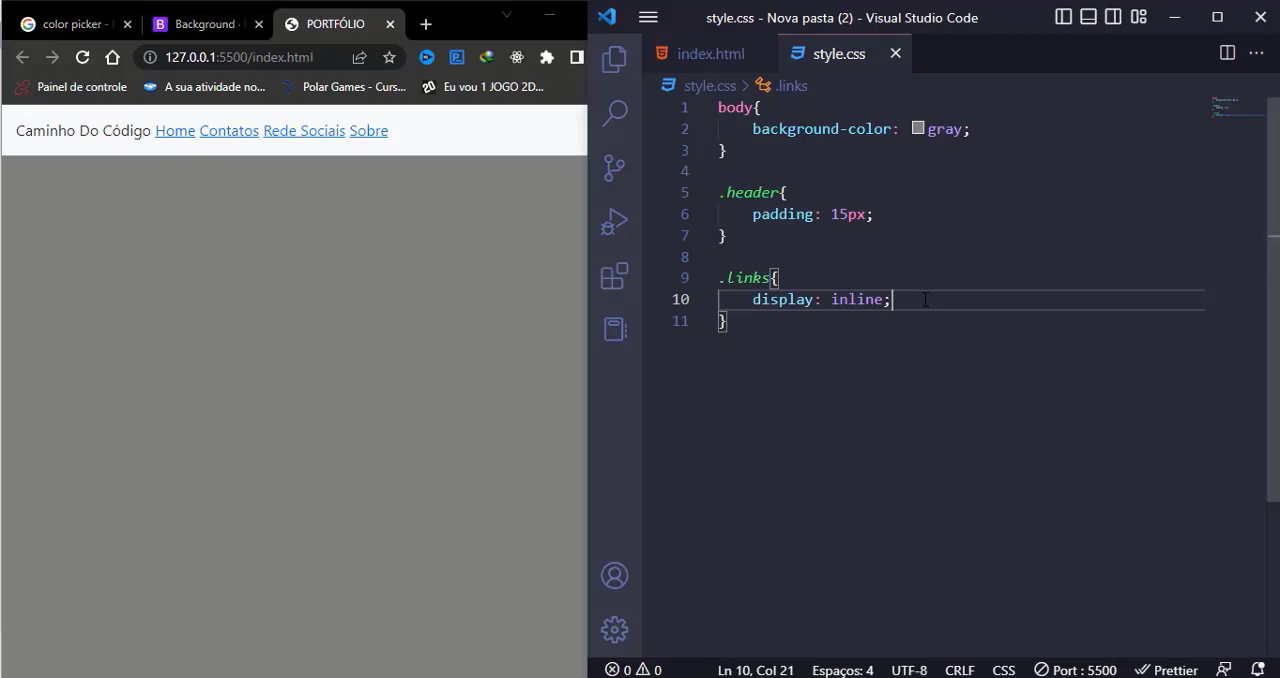 color picker -
Background -
PORTFÓLIO
127.0.0.1:5500/index.html
Painel de controle
A sua atividade no...
Polar Games - Curs...
Eu vou 1 JOGO 2D...
Caminho Do Código Home Contatos Rede Sociais Sobre
style.css - Nova pasta (2) - Visual Studio Code
index.html
style.css
style.css > .links
1 body{
2 background-color: gray;
3 }
4
5 .header{
6 padding: 15px;
7 }
8
9 .links{
10 display: inline;
11 }
0 0
Ln 10, Col 21
Espaços: 4
UTF-8
CRLF
CSS
Port : 5500
Prettier